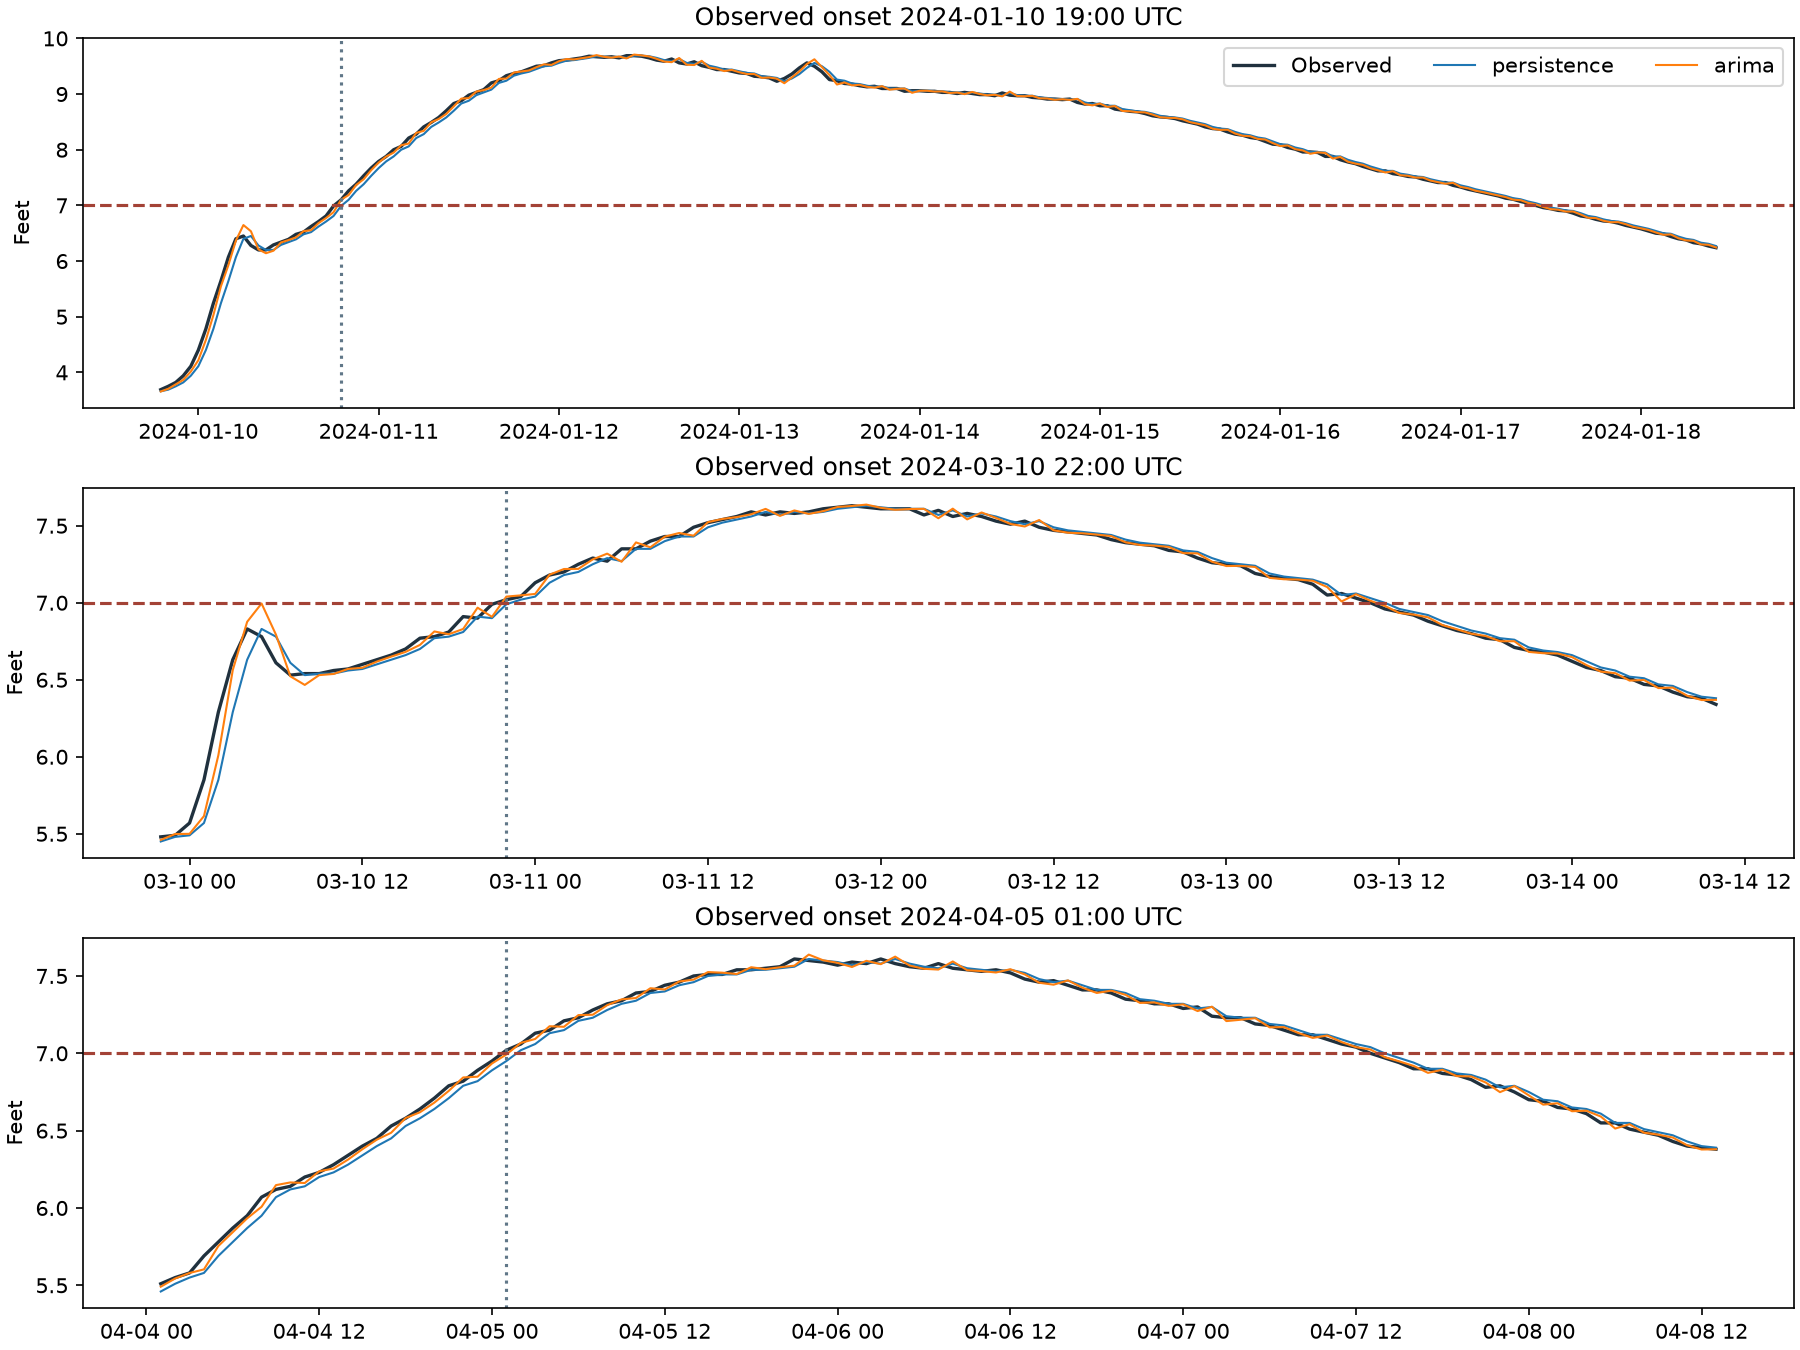 Observed onset 2024-01-10 19:00 UTC
10
9
8
7
6
5
4
Feet
Observed persistence arima
2024-01-10 2024-01-11 2024-01-12 2024-01-13 2024-01-14 2024-01-15 2024-01-16 2024-01-17 2024-01-18
Observed onset 2024-03-10 22:00 UTC
7.5
7.0
6.5
6.0
5.5
Feet
03-10 00 03-10 12 03-11 00 03-11 12 03-12 00 03-12 12 03-13 00 03-13 12 03-14 00 03-14 12
Observed onset 2024-04-05 01:00 UTC
7.5
7.0
6.5
6.0
5.5
Feet
04-04 00 04-04 12 04-05 00 04-05 12 04-06 00 04-06 12 04-07 00 04-07 12 04-08 00 04-08 12